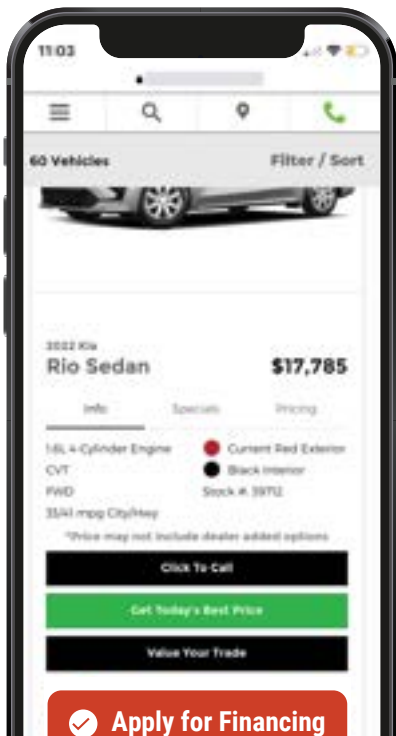 11:03
60 Vehicles Filter / Sort
2022 Kia
Rio Sedan $17,785
Info Specials Pricing
1.6L 4-Cylinder Engine Currant Red Exterior
CVT Black Interior
FWD Stock #: 39712
33/41 mpg City/Hwy
*Price may not include dealer added options
Click To Call
Get Today's Best Price
Value Your Trade
Apply for Financing